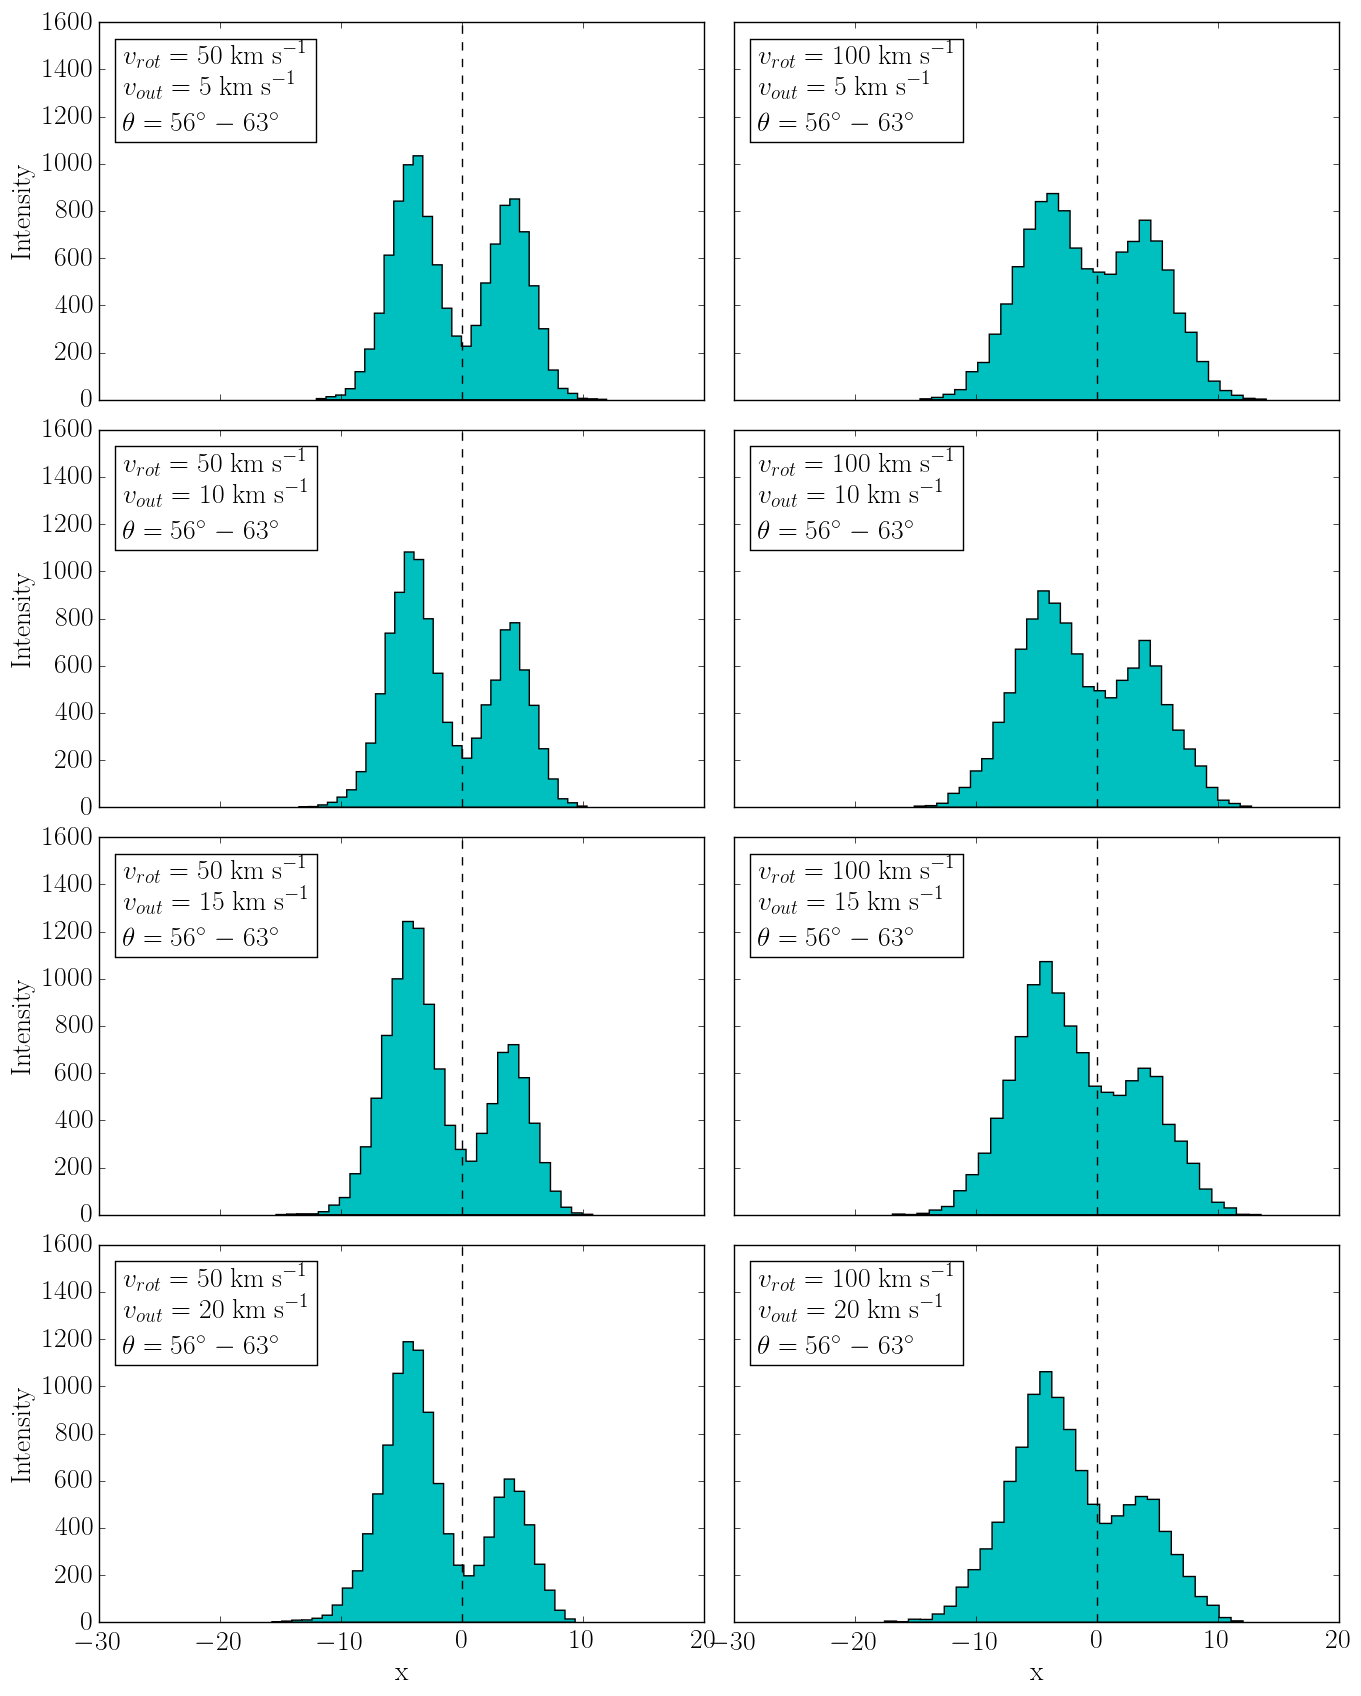 1600
1400
1200
1000
800
600
400
200
0
Intensity
v_rot = 50 km s⁻¹
v_out = 5 km s⁻¹
θ = 56° − 63°
v_rot = 100 km s⁻¹
v_out = 5 km s⁻¹
θ = 56° − 63°
1600
1400
1200
1000
800
600
400
200
0
Intensity
v_rot = 50 km s⁻¹
v_out = 10 km s⁻¹
θ = 56° − 63°
v_rot = 100 km s⁻¹
v_out = 10 km s⁻¹
θ = 56° − 63°
1600
1400
1200
1000
800
600
400
200
0
Intensity
v_rot = 50 km s⁻¹
v_out = 15 km s⁻¹
θ = 56° − 63°
v_rot = 100 km s⁻¹
v_out = 15 km s⁻¹
θ = 56° − 63°
1600
1400
1200
1000
800
600
400
200
0
Intensity
v_rot = 50 km s⁻¹
v_out = 20 km s⁻¹
θ = 56° − 63°
v_rot = 100 km s⁻¹
v_out = 20 km s⁻¹
θ = 56° − 63°
−30 −20 −10 0 10 20
−30 −20 −10 0 10 20
x
x